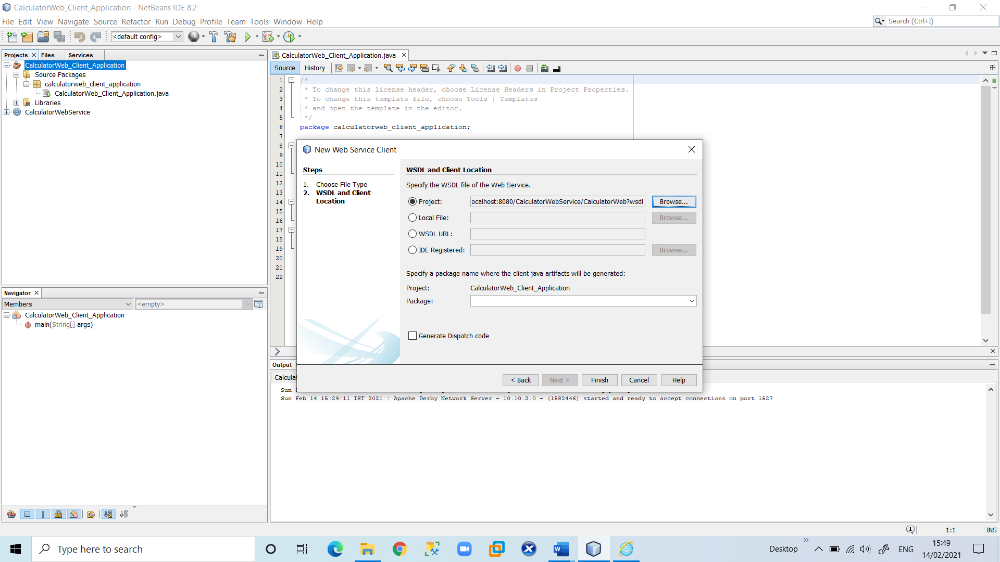 CalculatorWeb_Client_Application - NetBeans IDE 8.2
File Edit View Navigate Source Refactor Run Debug Profile Team Tools Window Help
Search (Ctrl+I)
<default config>
Projects Files Services
CalculatorWeb_Client_Application
Source Packages
calculatorweb_client_application
CalculatorWeb_Client_Application.java
Libraries
CalculatorWebService
CalculatorWeb_Client_Application.java
Source History
1 /*
2 * To change this license header, choose License Headers in Project Properties.
3 * To change this template file, choose Tools | Templates
4 * and open the template in the editor.
5 */
6 package calculatorweb_client_application;
7
8
9
10
11
12
13
14
15
16
17
18
19
20
21
22
New Web Service Client
Steps
1. Choose File Type
2. WSDL and Client
Location
WSDL and Client Location
Specify the WSDL file of the Web Service.
Project: ocalhost:8080/CalculatorWebService/CalculatorWeb?wsdl Browse...
Local File: Browse...
WSDL URL:
IDE Registered: Browse...
Specify a package name where the client java artifacts will be generated:
Project: CalculatorWeb_Client_Application
Package:
Generate Dispatch code
< Back Next > Finish Cancel Help
Navigator
Members <empty>
CalculatorWeb_Client_Application
main(String[] args)
Output
Calcula
Sun
Sun Feb 14 15:29:11 IST 2021 : Apache Derby Network Server - 10.10.2.0 - (1582446) started and ready to accept connections on port 1527
1:1 INS
Type here to search
Desktop
ENG
15:49
14/02/2021